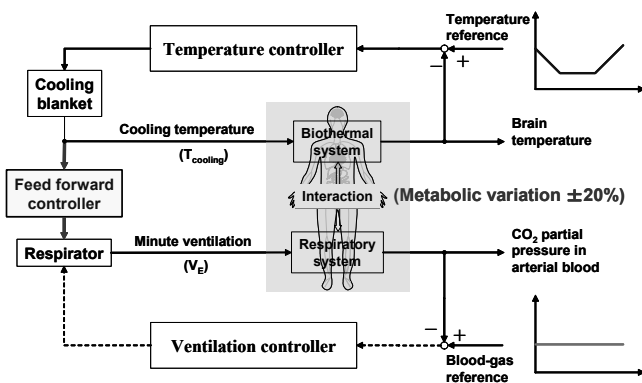 Temperature
reference
Temperature controller
− +
Cooling
blanket
Cooling temperature
(Tcooling)
Biothermal
system
Brain
temperature
Feed forward
controller
Interaction
(Metabolic variation ±20%)
Respirator
Minute ventilation
(VE)
Respiratory
system
CO2 partial
pressure in
arterial blood
− +
Ventilation controller
Blood-gas
reference